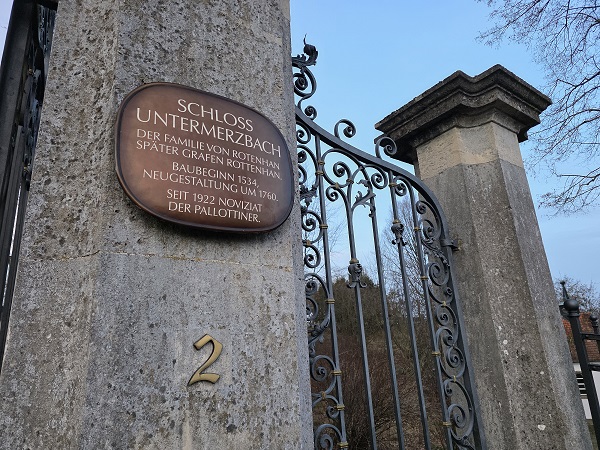 SCHLOSS
UNTERMERZBACH
DER FAMILIE VON ROTENHAN,
SPÄTER GRAFEN ROTTENHAN.
BAUBEGINN 1534,
NEUGESTALTUNG UM 1760.
SEIT 1922 NOVIZIAT
DER PALLOTTINER.
2